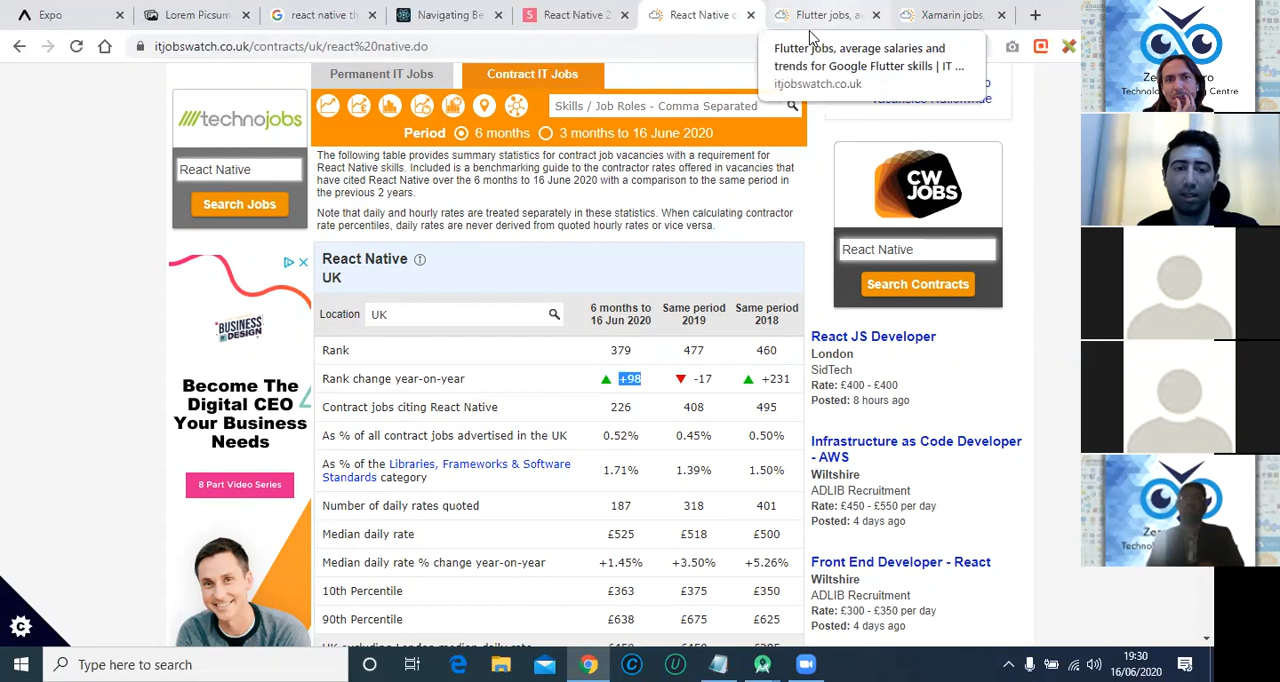 Expo
Lorem Picsum
react native th
Navigating Be
React Native 2
React Native c
Flutter jobs, a
Xamarin jobs,
itjobswatch.co.uk/contracts/uk/react%20native.do
Flutter jobs, average salaries and
trends for Google Flutter skills | IT ...
itjobswatch.co.uk
Vacancies Nationwide
Permanent IT Jobs
Contract IT Jobs
Skills / Job Roles - Comma Separated
Period 6 months 3 months to 16 June 2020
The following table provides summary statistics for contract job vacancies with a requirement for
React Native skills. Included is a benchmarking guide to the contractor rates offered in vacancies that
have cited React Native over the 6 months to 16 June 2020 with a comparison to the same period in
the previous 2 years.
Note that daily and hourly rates are treated separately in these statistics. When calculating contractor
rate percentiles, daily rates are never derived from quoted hourly rates or vice versa.
technojobs
React Native
Search Jobs
BUSINESS
BY
DESIGN
Become The
Digital CEO
Your Business
Needs
8 Part Video Series
React Native
UK
Location UK 6 months to Same period Same period
16 Jun 2020 2019 2018
Rank 379 477 460
Rank change year-on-year +98 -17 +231
Contract jobs citing React Native 226 408 495
As % of all contract jobs advertised in the UK 0.52% 0.45% 0.50%
As % of the Libraries, Frameworks & Software
Standards category 1.71% 1.39% 1.50%
Number of daily rates quoted 187 318 401
Median daily rate £525 £518 £500
Median daily rate % change year-on-year +1.45% +3.50% +5.26%
10th Percentile £363 £375 £350
90th Percentile £638 £675 £625
CW
JOBS
React Native
Search Contracts
React JS Developer
London
SidTech
Rate: £400 - £400
Posted: 8 hours ago
Infrastructure as Code Developer
- AWS
Wiltshire
ADLIB Recruitment
Rate: £450 - £550 per day
Posted: 4 days ago
Front End Developer - React
Wiltshire
ADLIB Recruitment
Rate: £300 - £350 per day
Posted: 4 days ago
Type here to search
19:30
16/06/2020